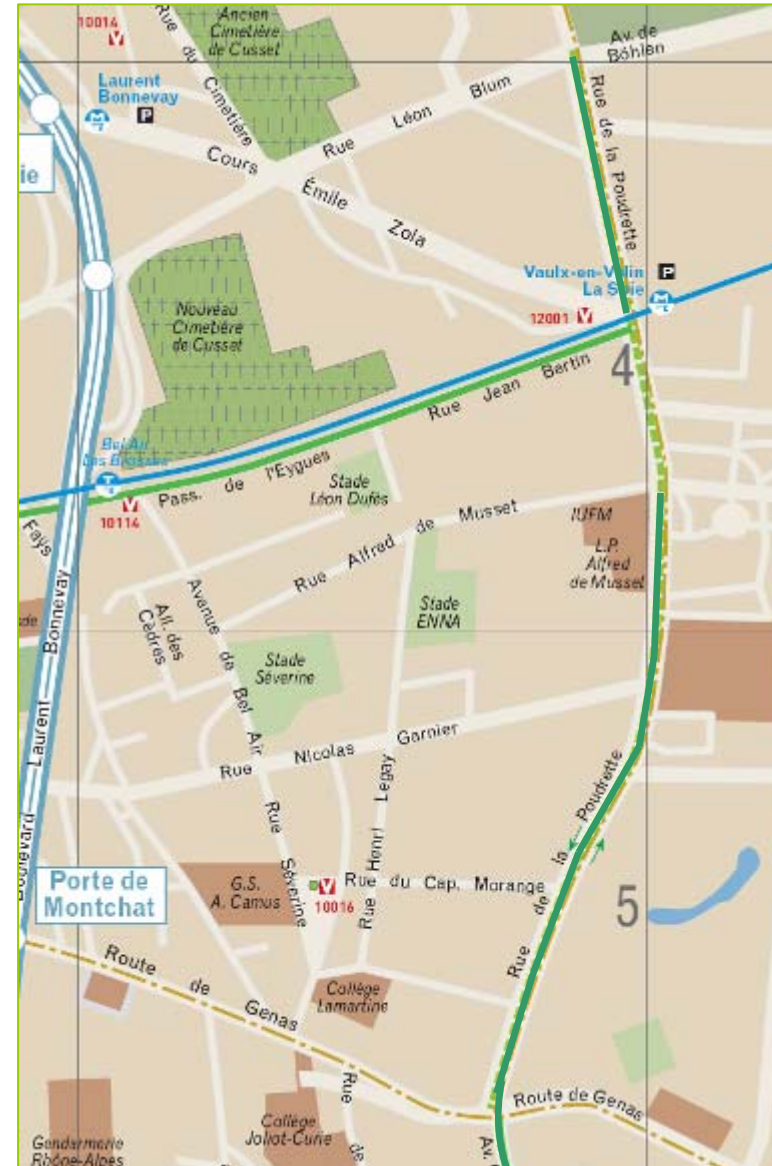 10014
Ancien
Cimetière
de Cusset
Rue du Cimetière
Av. de
Böhlen
Laurent
Bonnevay
P
Rue Léon Blum
Rue de la Poudrette
ie
Cours Émile Zola
Vaulx-en-Velin
La Soie
P
12001
Nouveau
Cimetière
de Cusset
4
Rue Jean Bertin
Bel Air
Les Brosses
Pass. de l'Eygues
10114
Stade
Léon Dufès
Fays
Rue Alfred de Musset
IUFM
L.P.
Alfred
de Musset
Avenue de Bel Air
All. des
Cèdres
Stade
ENNA
Stade
Séverine
Boulevard Laurent Bonnevay
Rue Nicolas Garnier
Rue Henri Legay
Rue Séverine
Rue de la Poudrette
Porte de
Montchat
G.S.
A. Camus
10016
Rue du Cap. Morange
5
Route de Genas
Collège
Lamartine
Route de Genas
Collège
Joliot-Curie
Rue de
Av.
Gendarmerie
Rhône-Alpes